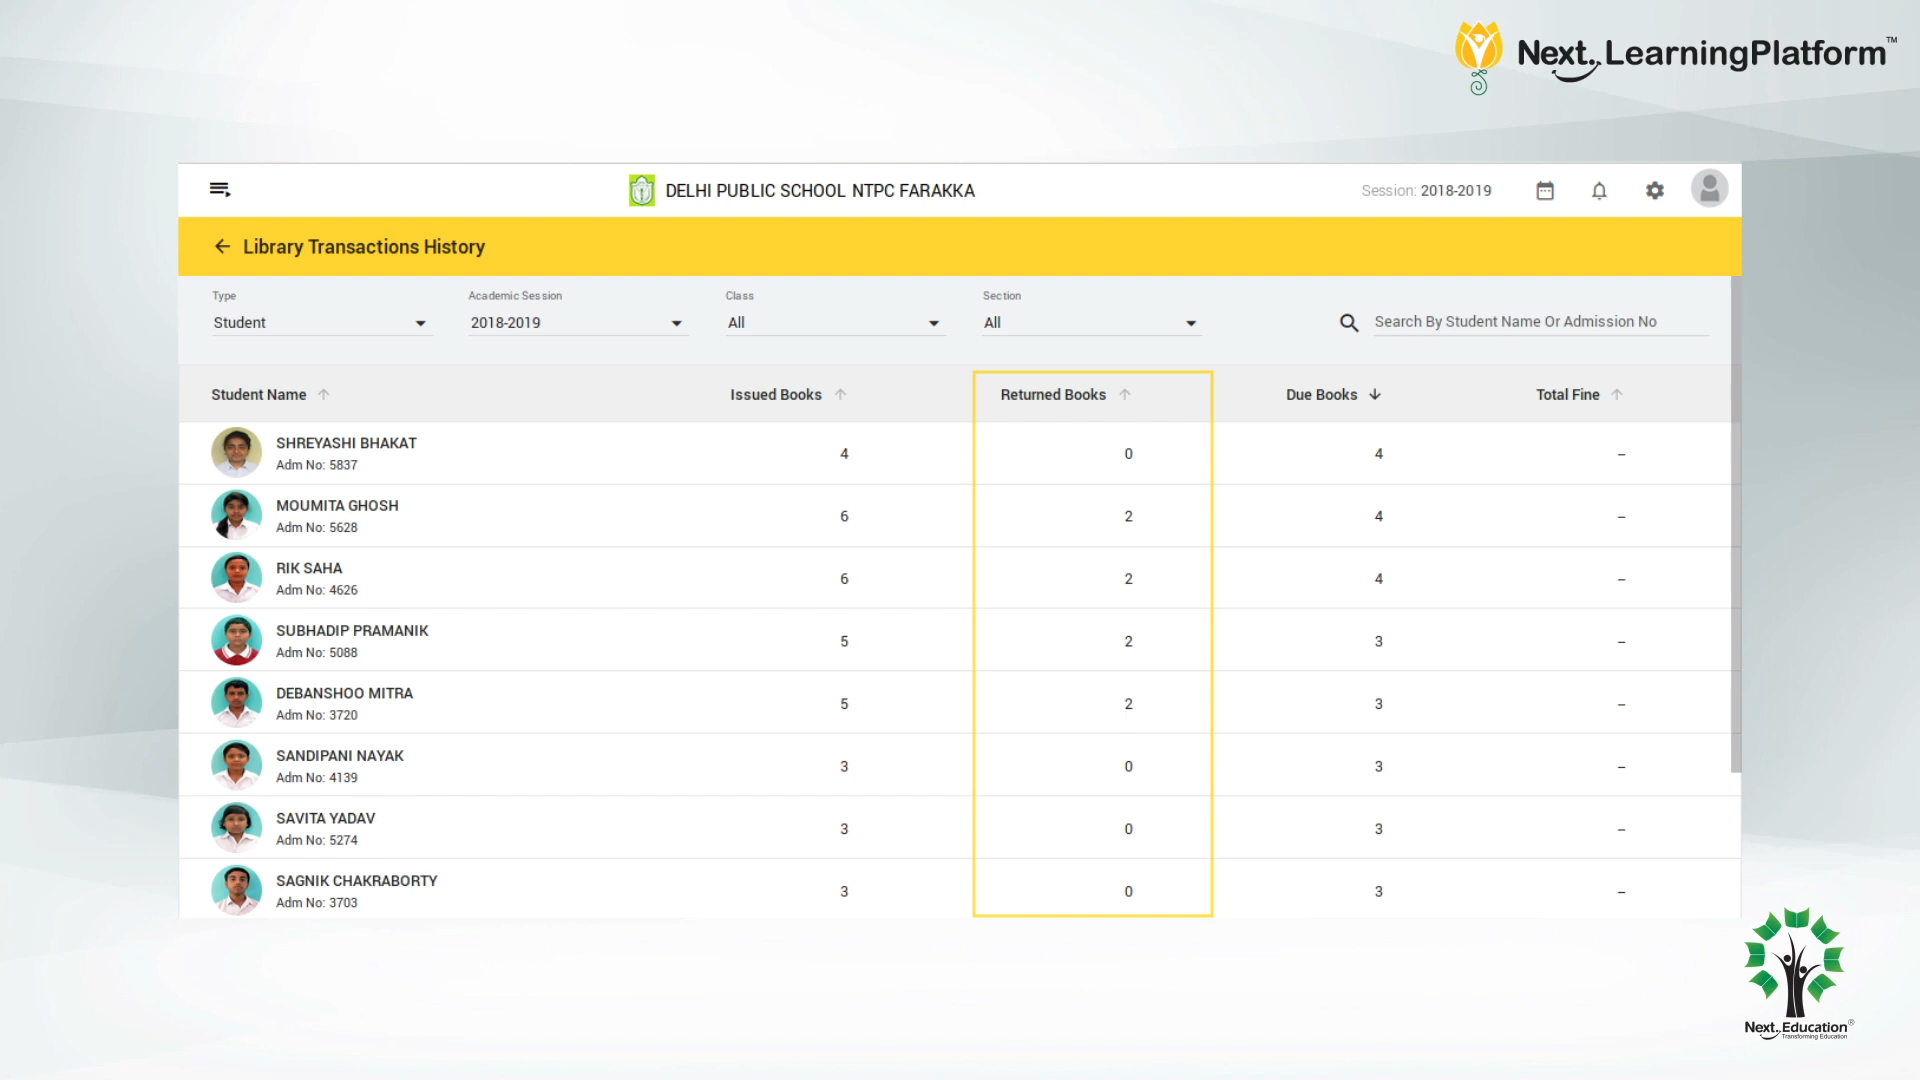 Next.LearningPlatform™
DELHI PUBLIC SCHOOL NTPC FARAKKA
Session: 2018-2019
Library Transactions History
Type
Academic Session
Class
Section
Student
2018-2019
All
All
Search By Student Name Or Admission No
Student Name
Issued Books
Returned Books
Due Books
Total Fine
SHREYASHI BHAKAT
Adm No: 5837
4
0
4
–
MOUMITA GHOSH
Adm No: 5628
6
2
4
–
RIK SAHA
Adm No: 4626
6
2
4
–
SUBHADIP PRAMANIK
Adm No: 5088
5
2
3
–
DEBANSHOO MITRA
Adm No: 3720
5
2
3
–
SANDIPANI NAYAK
Adm No: 4139
3
0
3
–
SAVITA YADAV
Adm No: 5274
3
0
3
–
SAGNIK CHAKRABORTY
Adm No: 3703
3
0
3
–
Next.Education®
Transforming Education